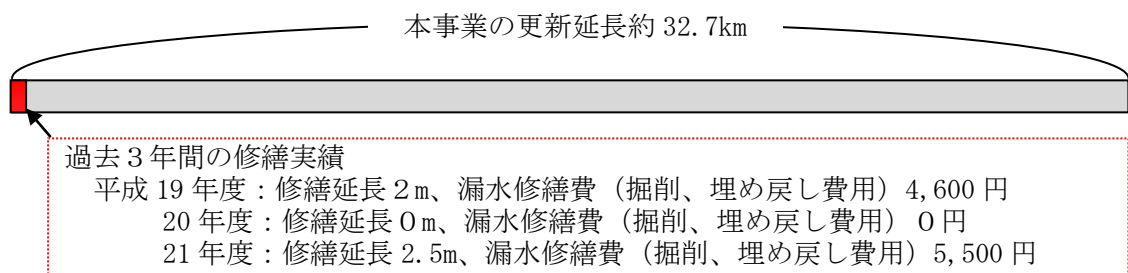 本事業の更新延長約 32.7km
過去３年間の修繕実績
平成 19 年度：修繕延長２m、漏水修繕費（掘削、埋め戻し費用）4,600 円
20 年度：修繕延長０m、漏水修繕費（掘削、埋め戻し費用）０円
21 年度：修繕延長 2.5m、漏水修繕費（掘削、埋め戻し費用）5,500 円